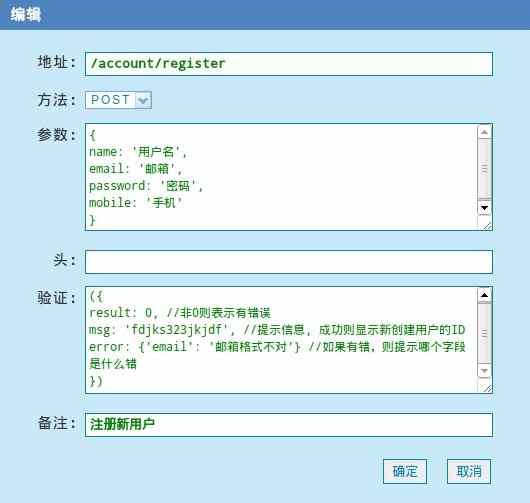 编辑
地址: /account/register
方法: POST
参数: {
name: '用户名',
email: '邮箱',
password: '密码',
mobile: '手机'
}
头:
验证: ({
result: 0, //非0则表示有错误
msg: 'fdjks323jkjdf', //提示信息, 成功则显示新创建用户的ID
error: {'email': '邮箱格式不对'} //如果有错，则提示哪个字段
是什么错
})
备注: 注册新用户
确定 取消